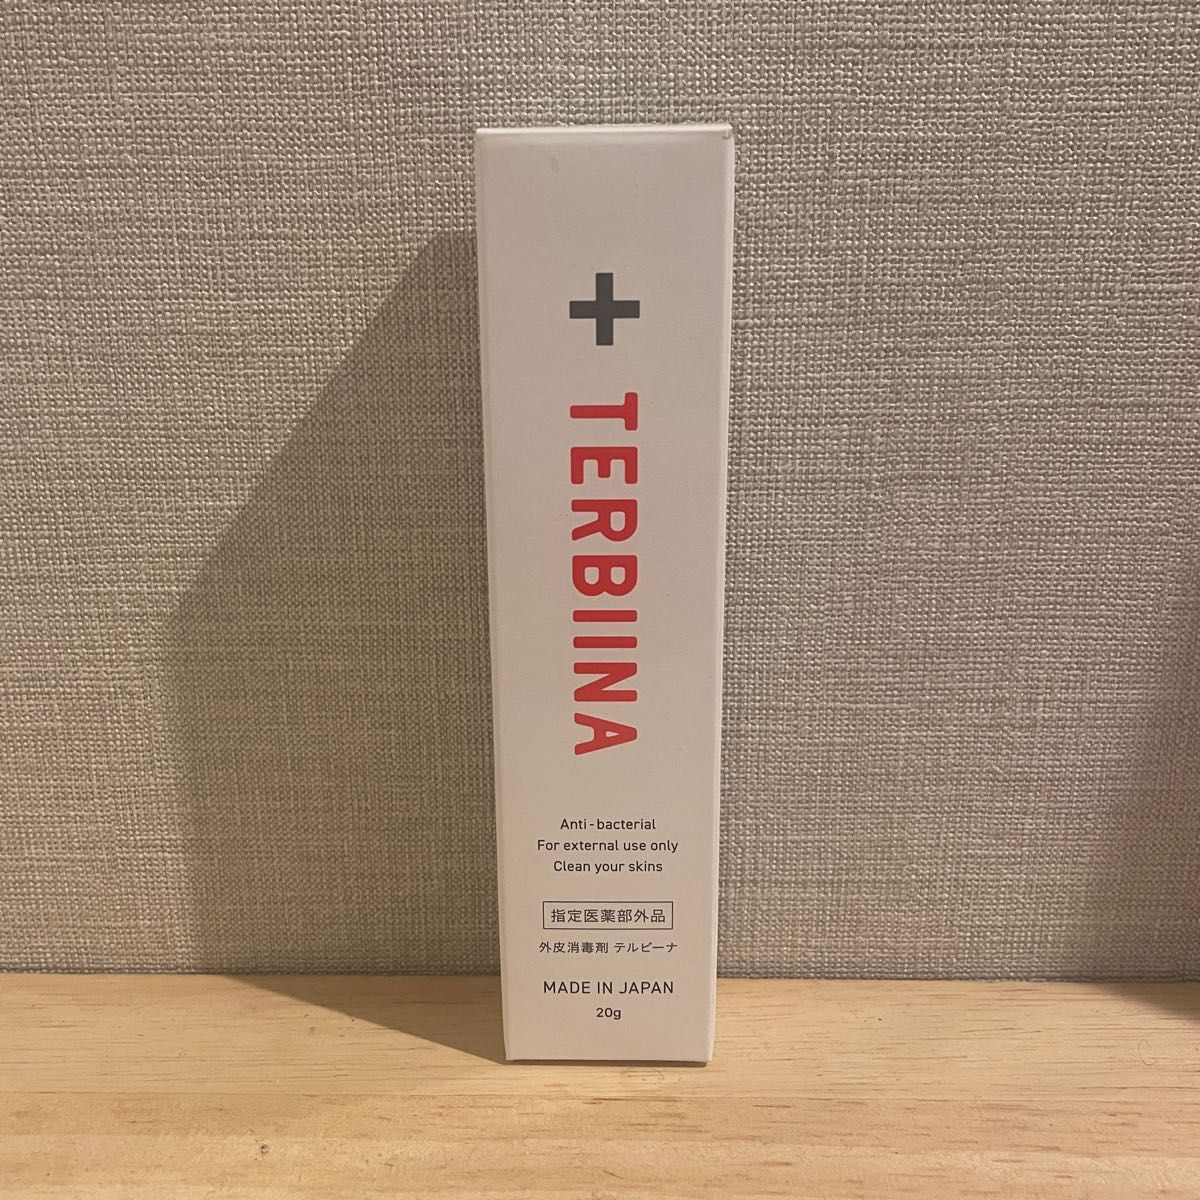 TERBIINA
Anti-bacterial
For external use only
Clean your skins
指定医薬部外品
外皮消毒剤 テルビーナ
MADE IN JAPAN
20g